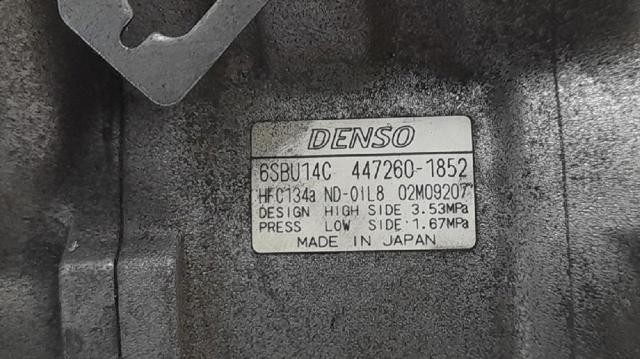 DENSO
6SBU14C 447260-1852
HFC134a ND-OIL8 02M09207
DESIGN HIGH SIDE 3.53MPa
PRESS LOW SIDE 1.67MPa
MADE IN JAPAN